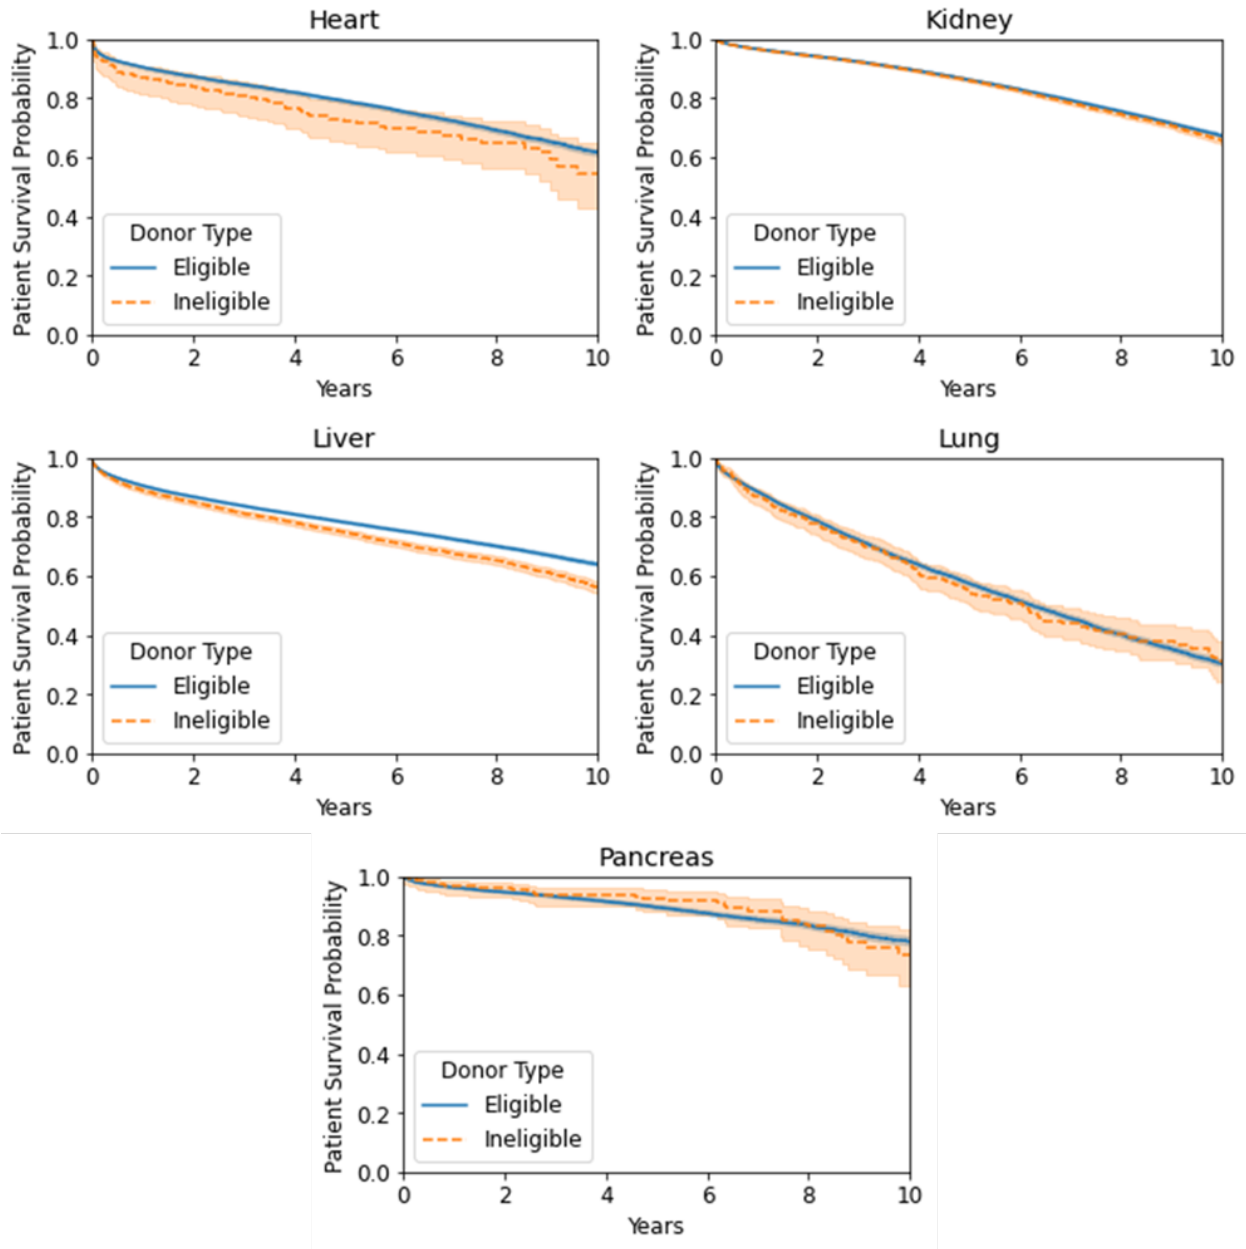 Heart
Patient Survival Probability
1.0
0.8
0.6
0.4
0.2
0.0
Donor Type
Eligible
Ineligible
0 2 4 6 8 10
Years
Kidney
Patient Survival Probability
1.0
0.8
0.6
0.4
0.2
0.0
Donor Type
Eligible
Ineligible
0 2 4 6 8 10
Years
Liver
Patient Survival Probability
1.0
0.8
0.6
0.4
0.2
0.0
Donor Type
Eligible
Ineligible
0 2 4 6 8 10
Years
Lung
Patient Survival Probability
1.0
0.8
0.6
0.4
0.2
0.0
Donor Type
Eligible
Ineligible
0 2 4 6 8 10
Years
Pancreas
Patient Survival Probability
1.0
0.8
0.6
0.4
0.2
0.0
Donor Type
Eligible
Ineligible
0 2 4 6 8 10
Years